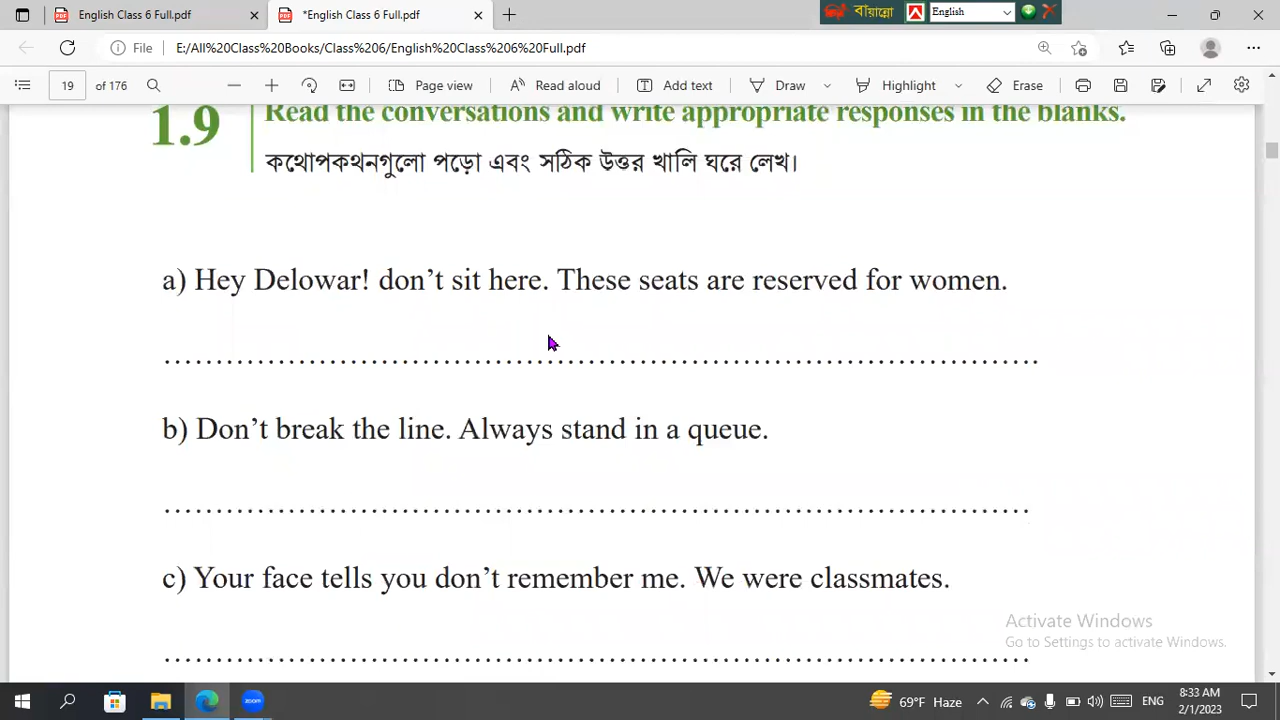 English Class 6 Full.pdf
*English Class 6 Full.pdf
বায়ান্নো
English
File
E:/All%20Class%20Books/Class%206/English%20Class%206%20Full.pdf
19 of 176
Page view
Read aloud
Add text
Draw
Highlight
Erase
1.9
Read the conversations and write appropriate responses in the blanks.
কথোপকথনগুলো পড়ো এবং সঠিক উত্তর খালি ঘরে লেখ।
a) Hey Delowar! don’t sit here. These seats are reserved for women.
………………………………………………………………………………….
b) Don’t break the line. Always stand in a queue.
…………………………………………………………………………………
c) Your face tells you don’t remember me. We were classmates.
…………………………………………………………………………………
Activate Windows
Go to Settings to activate Windows.
zoom
69°F Haze
ENG
8:33 AM
2/1/2023